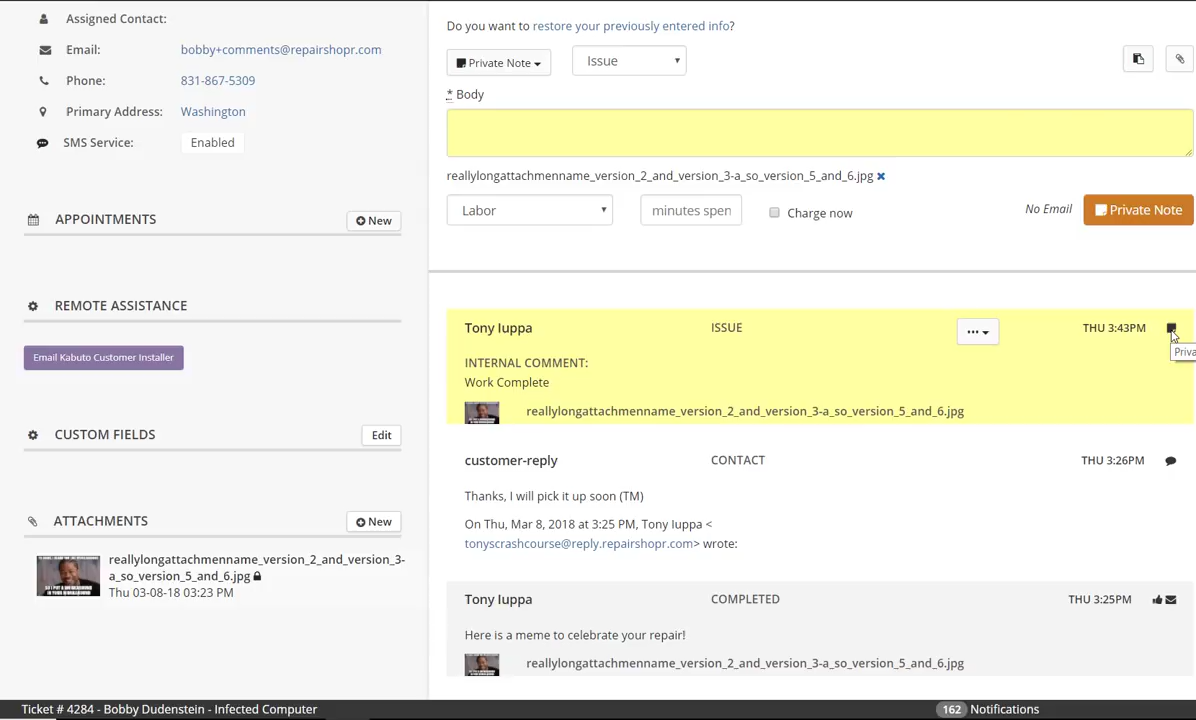 Assigned Contact:
Email: bobby+comments@repairshopr.com
Phone: 831-867-5309
Primary Address: Washington
SMS Service: Enabled
APPOINTMENTS New
REMOTE ASSISTANCE
Email Kabuto Customer Installer
CUSTOM FIELDS Edit
ATTACHMENTS New
reallylongattachmenname_version_2_and_version_3-
a_so_version_5_and_6.jpg
Thu 03-08-18 03:23 PM
Do you want to restore your previously entered info?
Private Note Issue
* Body
reallylongattachmenname_version_2_and_version_3-a_so_version_5_and_6.jpg
Labor minutes spen Charge now No Email Private Note
Tony Iuppa ISSUE ••• THU 3:43PM
Priva
INTERNAL COMMENT:
Work Complete
reallylongattachmenname_version_2_and_version_3-a_so_version_5_and_6.jpg
customer-reply CONTACT THU 3:26PM
Thanks, I will pick it up soon (TM)
On Thu, Mar 8, 2018 at 3:25 PM, Tony Iuppa <
tonyscrashcourse@reply.repairshopr.com> wrote:
Tony Iuppa COMPLETED THU 3:25PM
Here is a meme to celebrate your repair!
reallylongattachmenname_version_2_and_version_3-a_so_version_5_and_6.jpg
Ticket # 4284 - Bobby Dudenstein - Infected Computer 162 Notifications